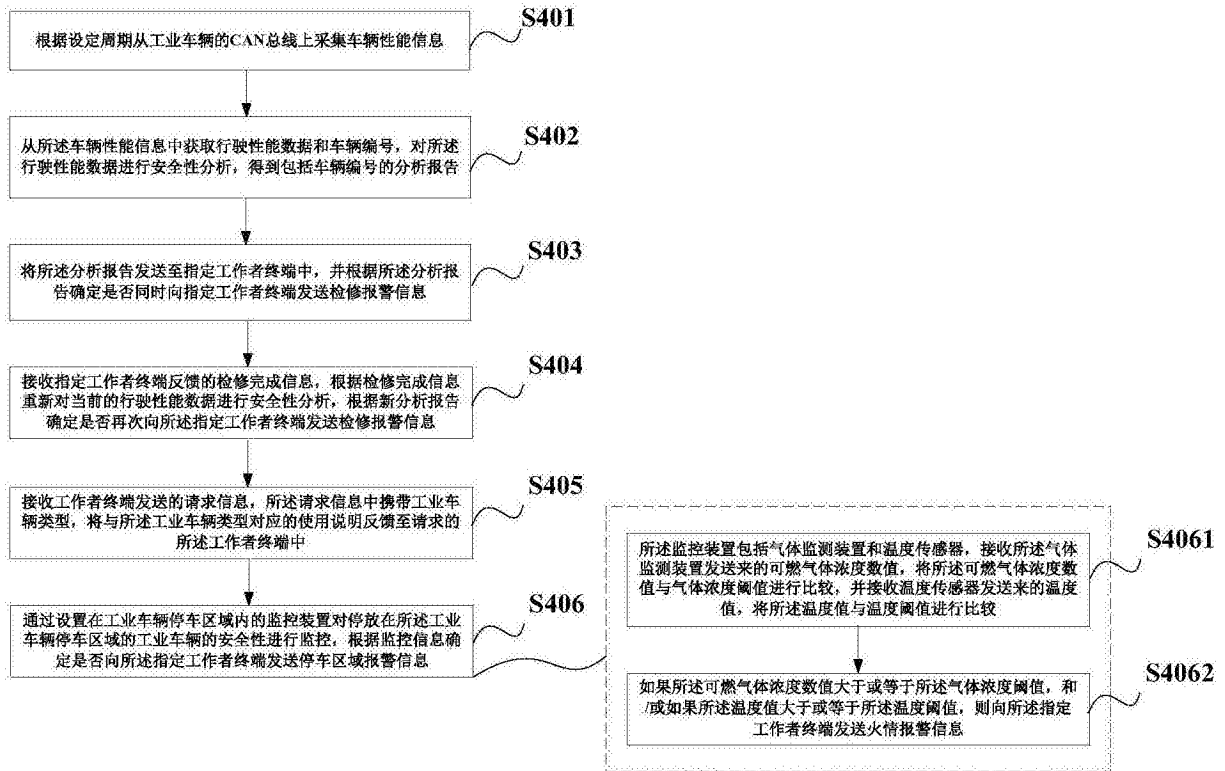 S401
根据设定周期从工业车辆的CAN总线上采集车辆性能信息
S402
从所述车辆性能信息中获取行驶性能数据和车辆编号，对所述
行驶性能数据进行安全性分析，得到包括车辆编号的分析报告
S403
将所述分析报告发送至指定工作者终端中，并根据所述分析报
告确定是否同时向指定工作者终端发送检修报警信息
S404
接收指定工作者终端反馈的检修完成信息，根据检修完成信息
重新对当前的行驶性能数据进行安全性分析，根据新分析报告
确定是否再次向所述指定工作者终端发送检修报警信息
S405
接收工作者终端发送的请求信息，所述请求信息中携带工业车
辆类型，将与所述工业车辆类型对应的使用说明反馈至请求的
所述工作者终端中
S406
通过设置在工业车辆停车区域内的监控装置对停放在所述工业
车辆停车区域的工业车辆的安全性进行监控，根据监控信息确
定是否向所述指定工作者终端发送停车区域报警信息
S4061
所述监控装置包括气体监测装置和温度传感器，接收所述气体
监测装置发送来的可燃气体浓度数值，将所述可燃气体浓度数
值与气体浓度阈值进行比较，并接收温度传感器发送来的温度
值，将所述温度值与温度阈值进行比较
S4062
如果所述可燃气体浓度数值大于或等于所述气体浓度阈值，和
/或如果所述温度值大于或等于所述温度阈值，则向所述指定
工作者终端发送火情报警信息